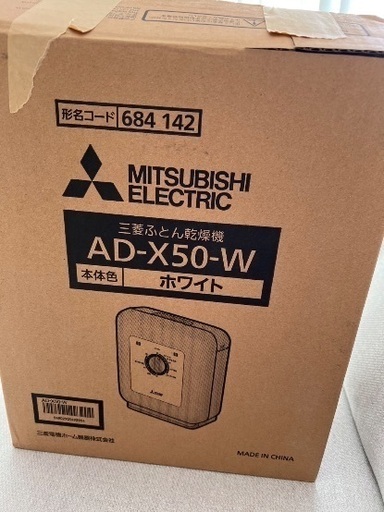 形名コード 684 142
MITSUBISHI
ELECTRIC
三菱ふとん乾燥機
AD-X50-W
本体色 ホワイト
AD-X50-W
三菱電機ホーム機器株式会社
MADE IN CHINA